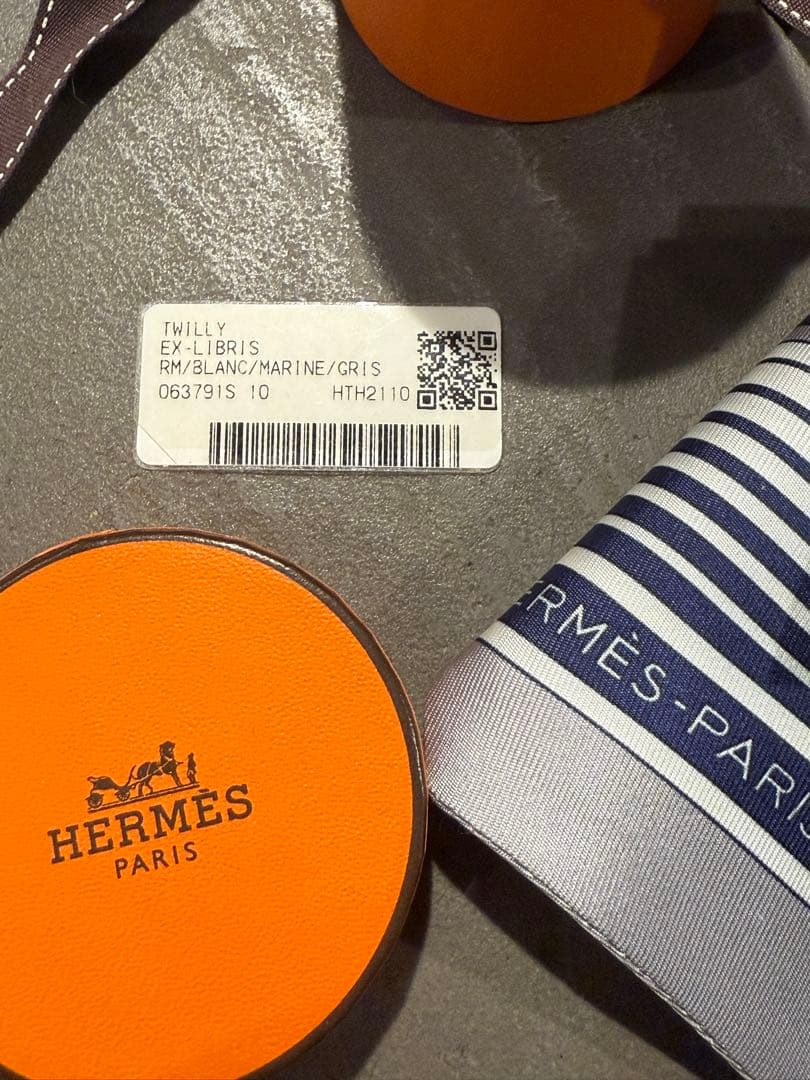 TWILLY
EX-LIBRIS
RM/BLANC/MARINE/GRIS
063791S 10 HTH2110
HERMÈS-PARIS
HERMÈS
PARIS